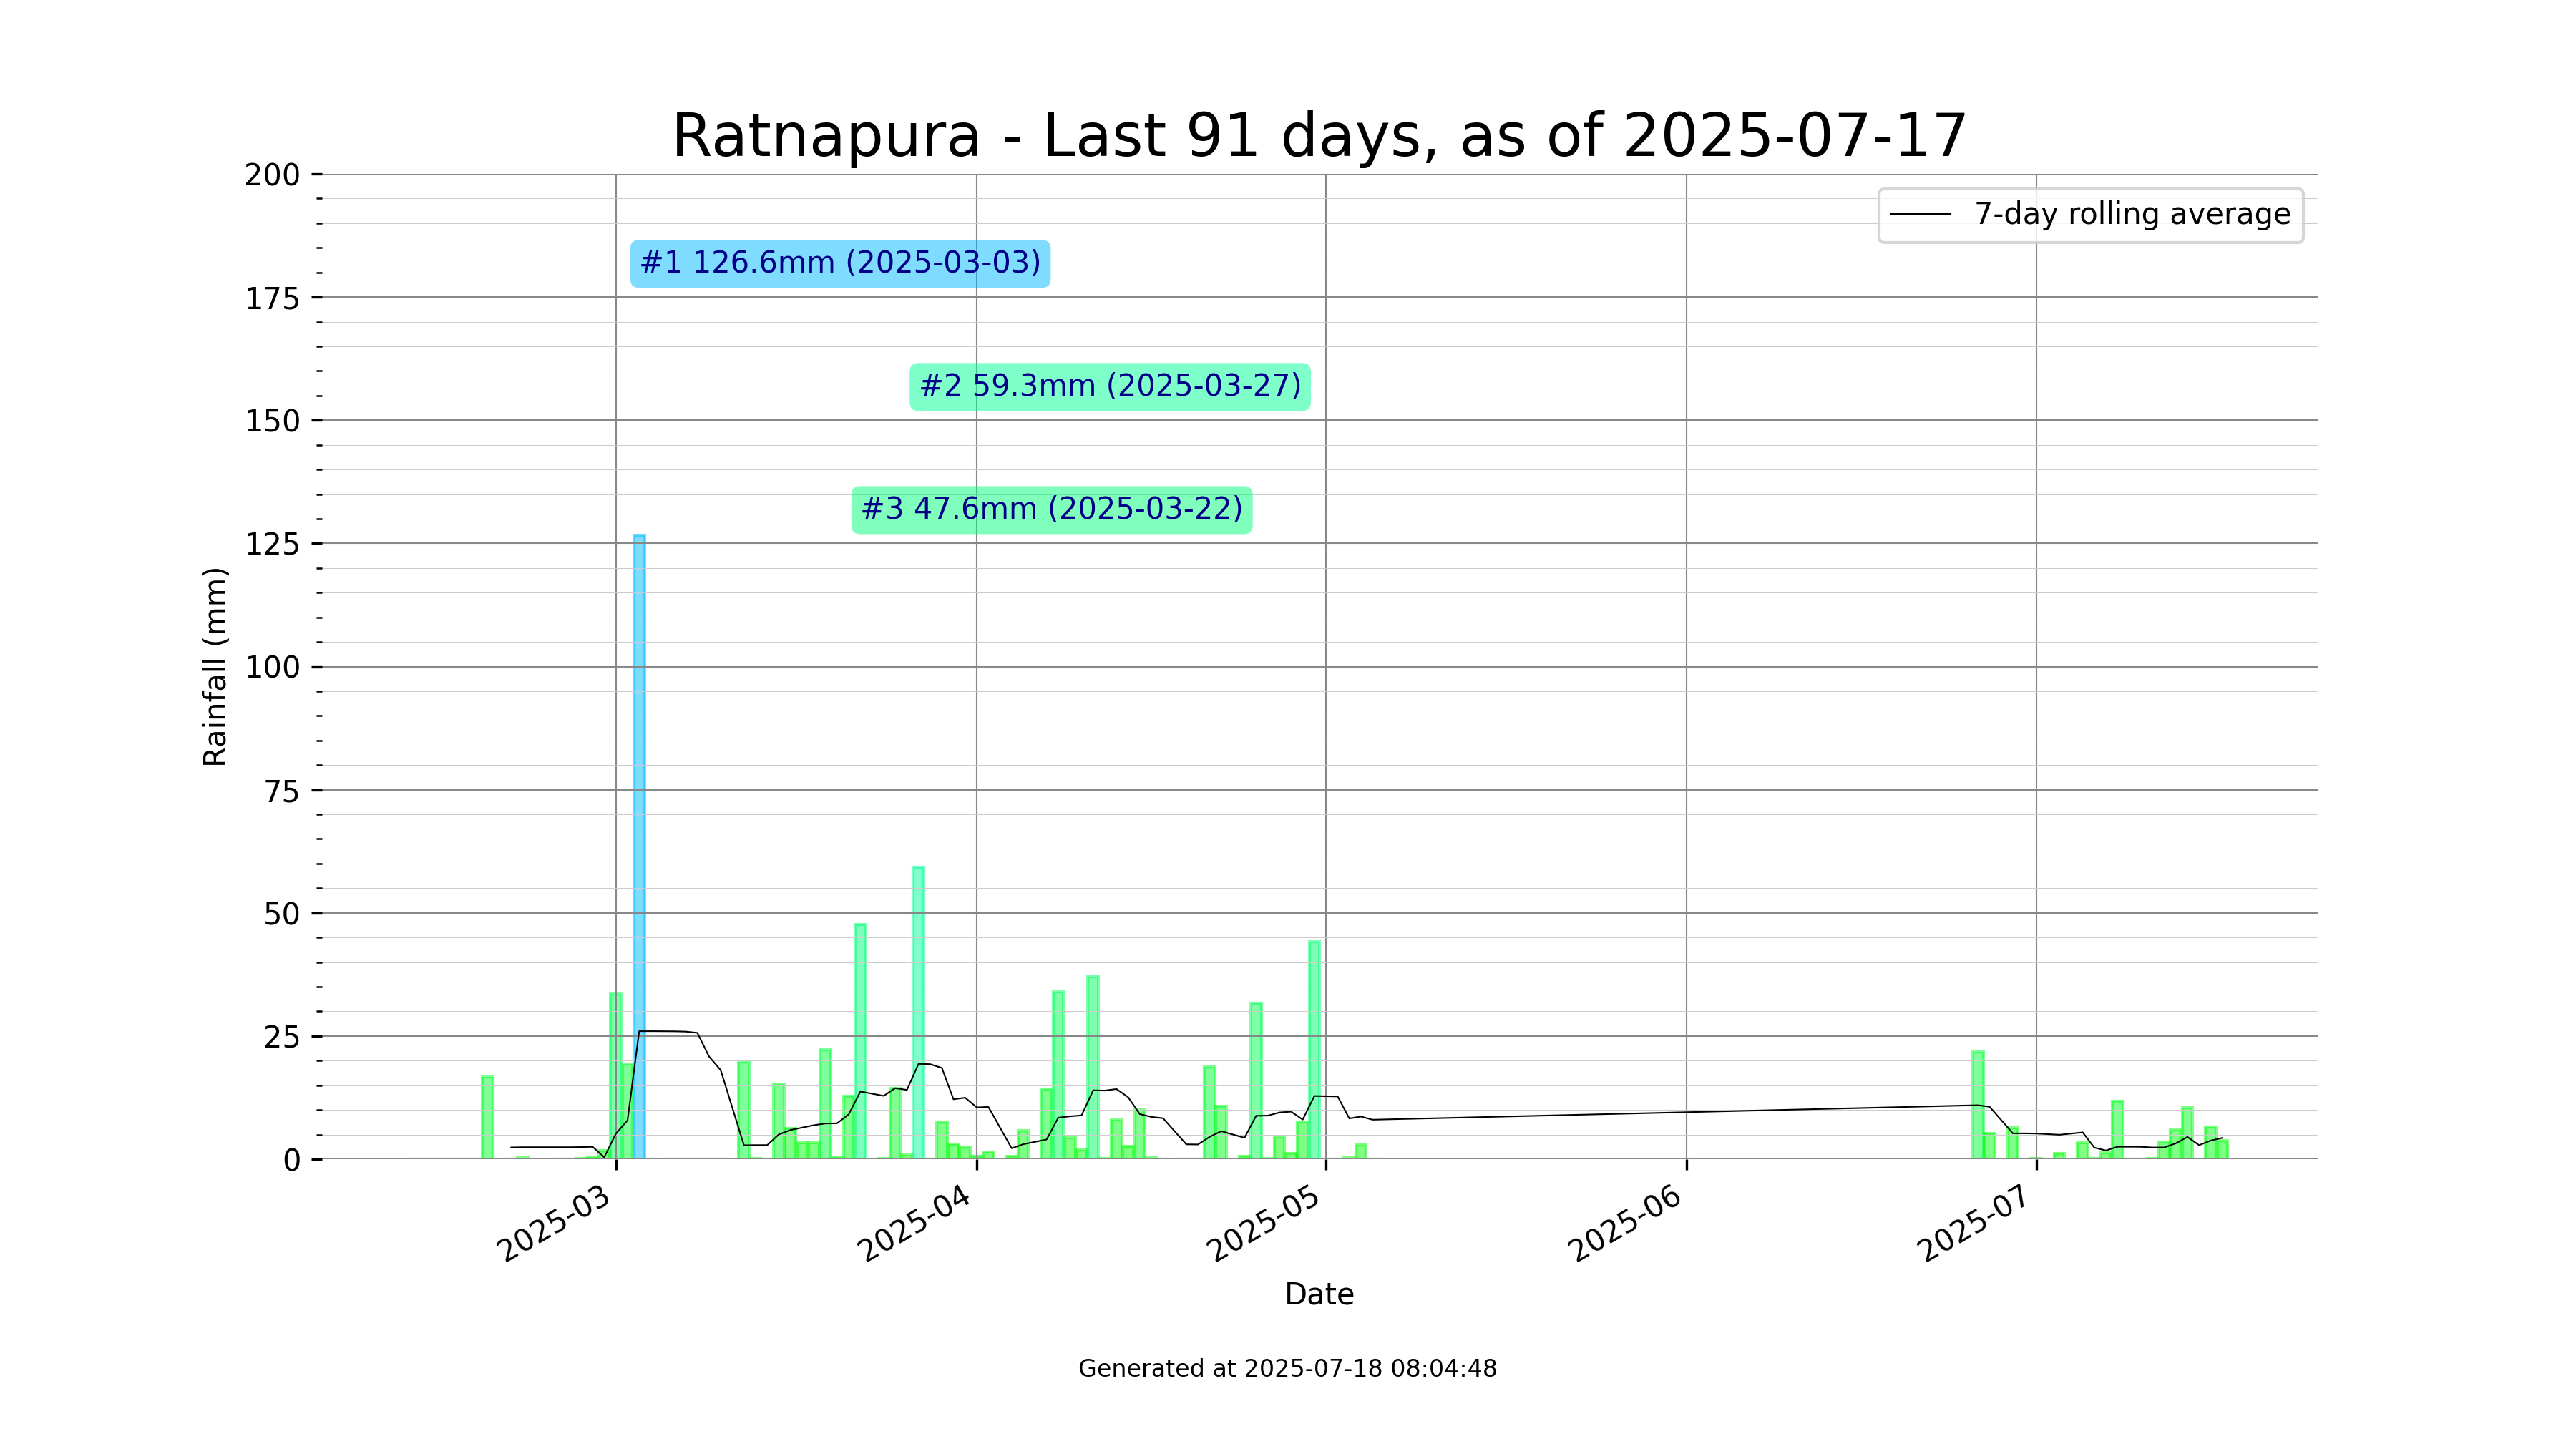 Ratnapura - Last 91 days, as of 2025-07-17
200
175
150
125
100
75
50
25
0
Rainfall (mm)
7-day rolling average
#1 126.6mm (2025-03-03)
#2 59.3mm (2025-03-27)
#3 47.6mm (2025-03-22)
2025-03
2025-04
2025-05
2025-06
2025-07
Date
Generated at 2025-07-18 08:04:48